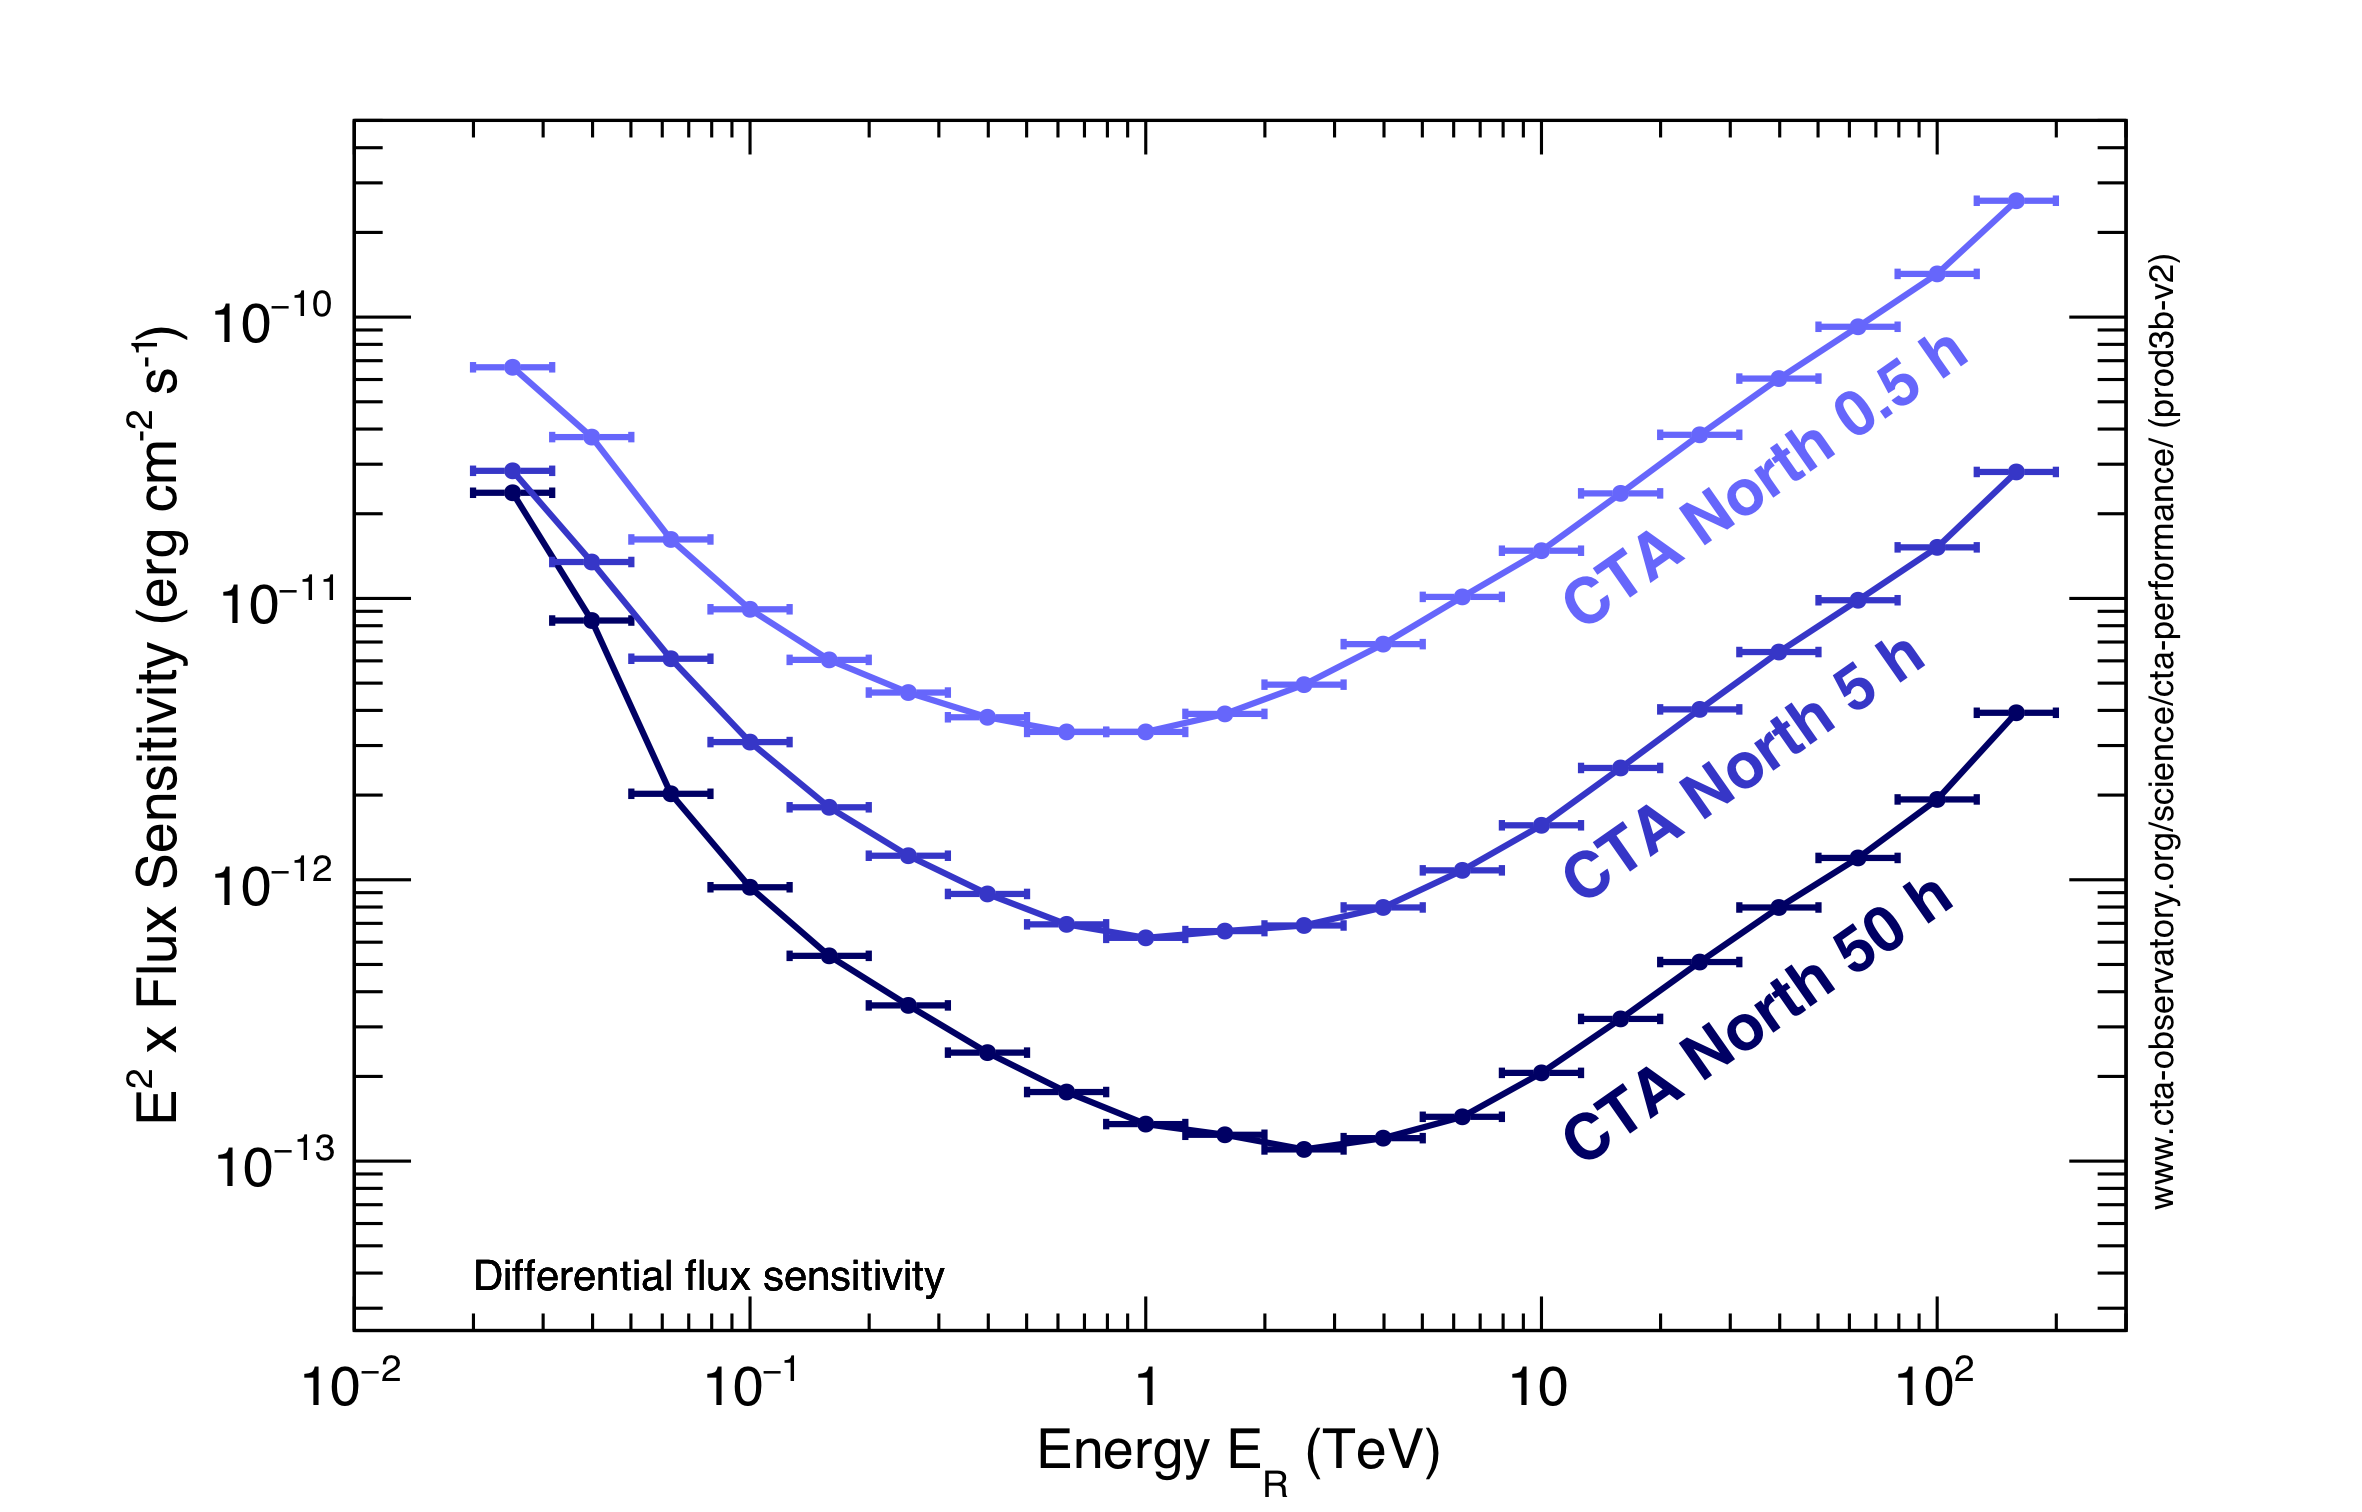 E² x Flux Sensitivity (erg cm⁻² s⁻¹)
10⁻¹⁰
10⁻¹¹
10⁻¹²
10⁻¹³
CTA North 0.5 h
CTA North 5 h
CTA North 50 h
Differential flux sensitivity
10⁻²
10⁻¹
1
10
10²
Energy E_R (TeV)
www.cta-observatory.org/science/cta-performance/ (prod3b-v2)